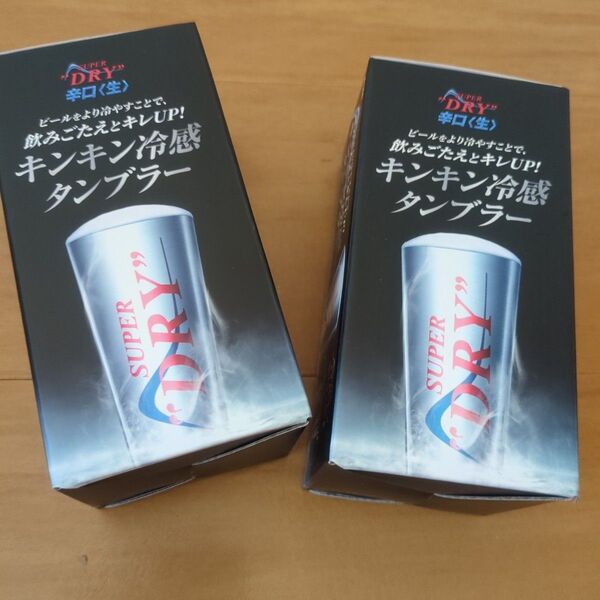 SUPER
"DRY"
辛口〈生〉
ビールをより冷やすことで、
飲みごたえとキレUP!
キンキン冷感
タンブラー
SUPER
"DRY"
SUPER
"DRY"
辛口〈生〉
ビールをより冷やすことで、
飲みごたえとキレUP!
キンキン冷感
タンブラー
SUPER
"DRY"